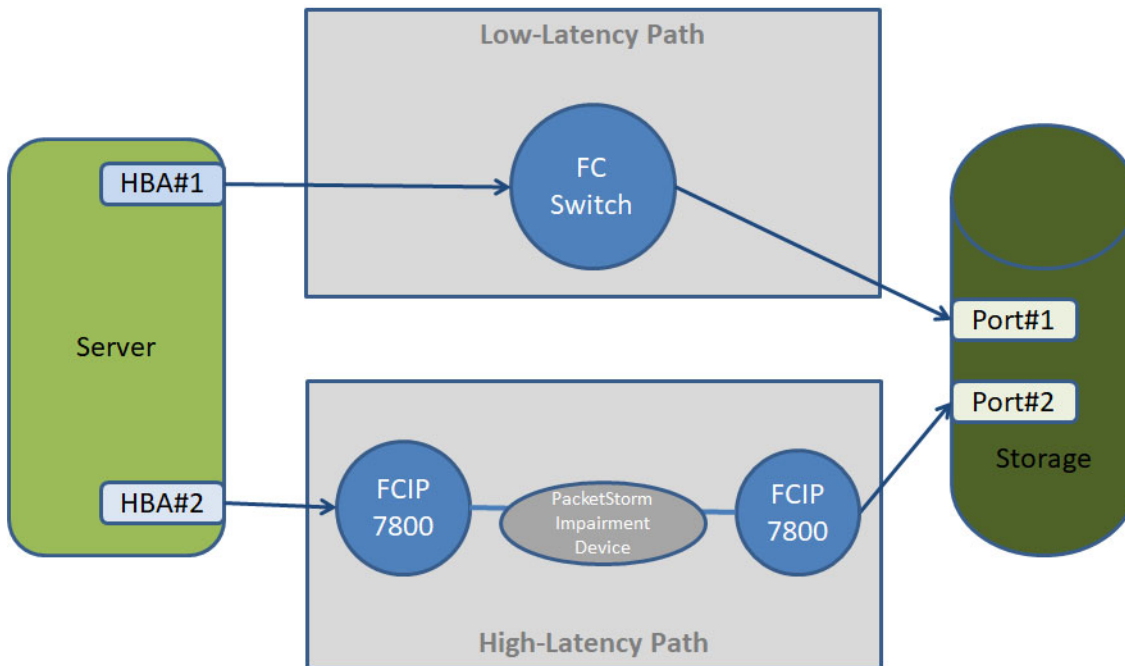 Low-Latency Path
HBA#1
FC
Switch
Port#1
Server
Port#2
Storage
HBA#2
FCIP
7800
PacketStorm
Impairment
Device
FCIP
7800
High-Latency Path